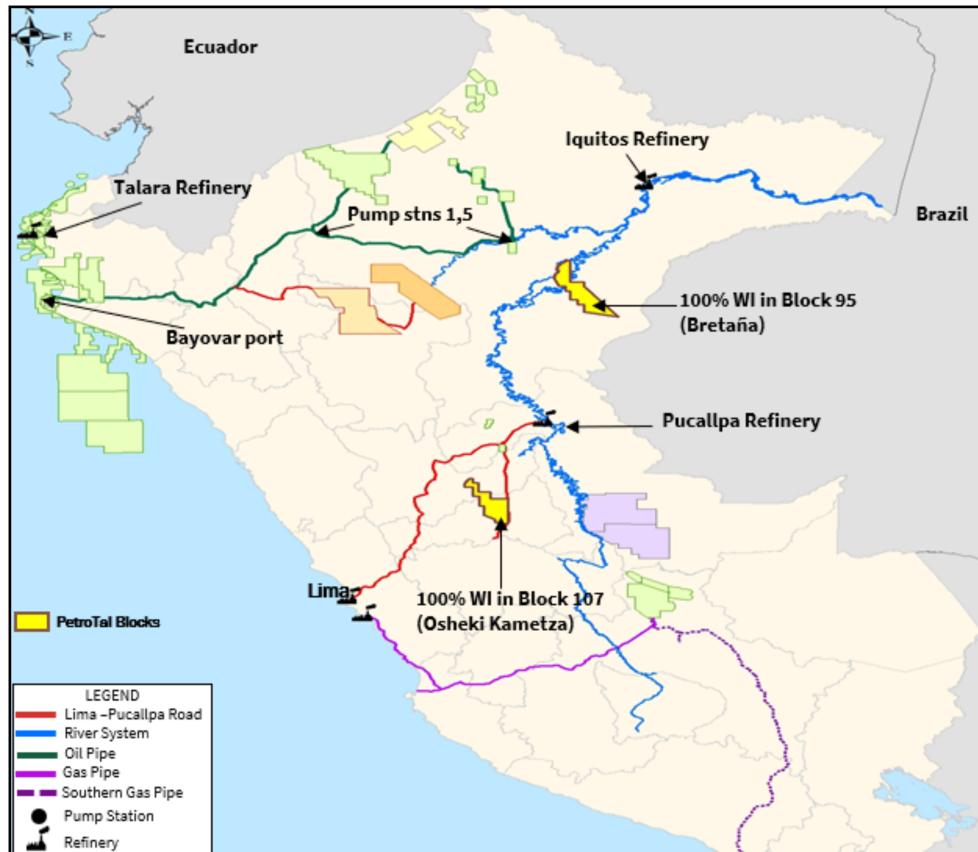 N
E
S
Ecuador
Iquitos Refinery
Talara Refinery
Pump stns 1,5
Brazil
100% WI in Block 95
(Bretaña)
Bayovar port
Pucallpa Refinery
Lima
100% WI in Block 107
(Osheki Kametza)
PetroTal Blocks
LEGEND
Lima –Pucallpa Road
River System
Oil Pipe
Gas Pipe
Southern Gas Pipe
Pump Station
Refinery